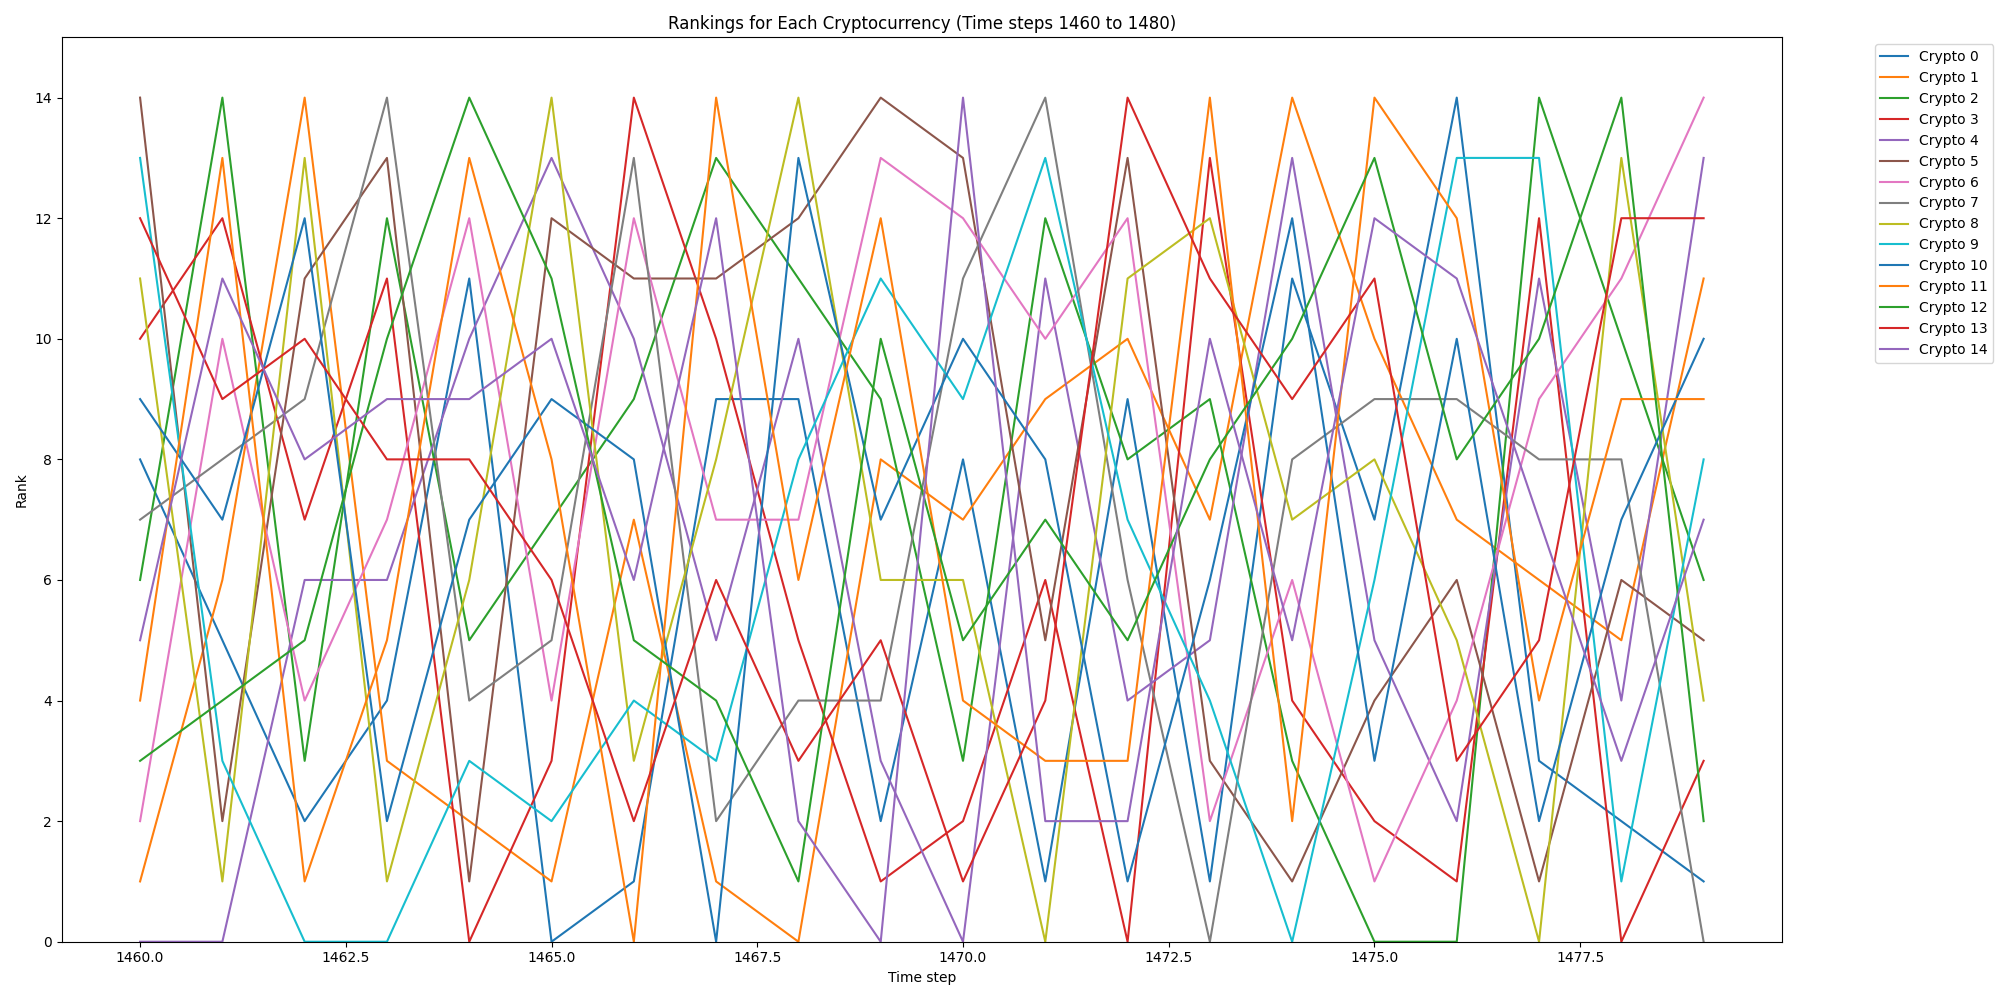 Rankings for Each Cryptocurrency (Time steps 1460 to 1480)
Rank
14
12
10
8
6
4
2
0
1460.0 1462.5 1465.0 1467.5 1470.0 1472.5 1475.0 1477.5
Time step
Crypto 0
Crypto 1
Crypto 2
Crypto 3
Crypto 4
Crypto 5
Crypto 6
Crypto 7
Crypto 8
Crypto 9
Crypto 10
Crypto 11
Crypto 12
Crypto 13
Crypto 14